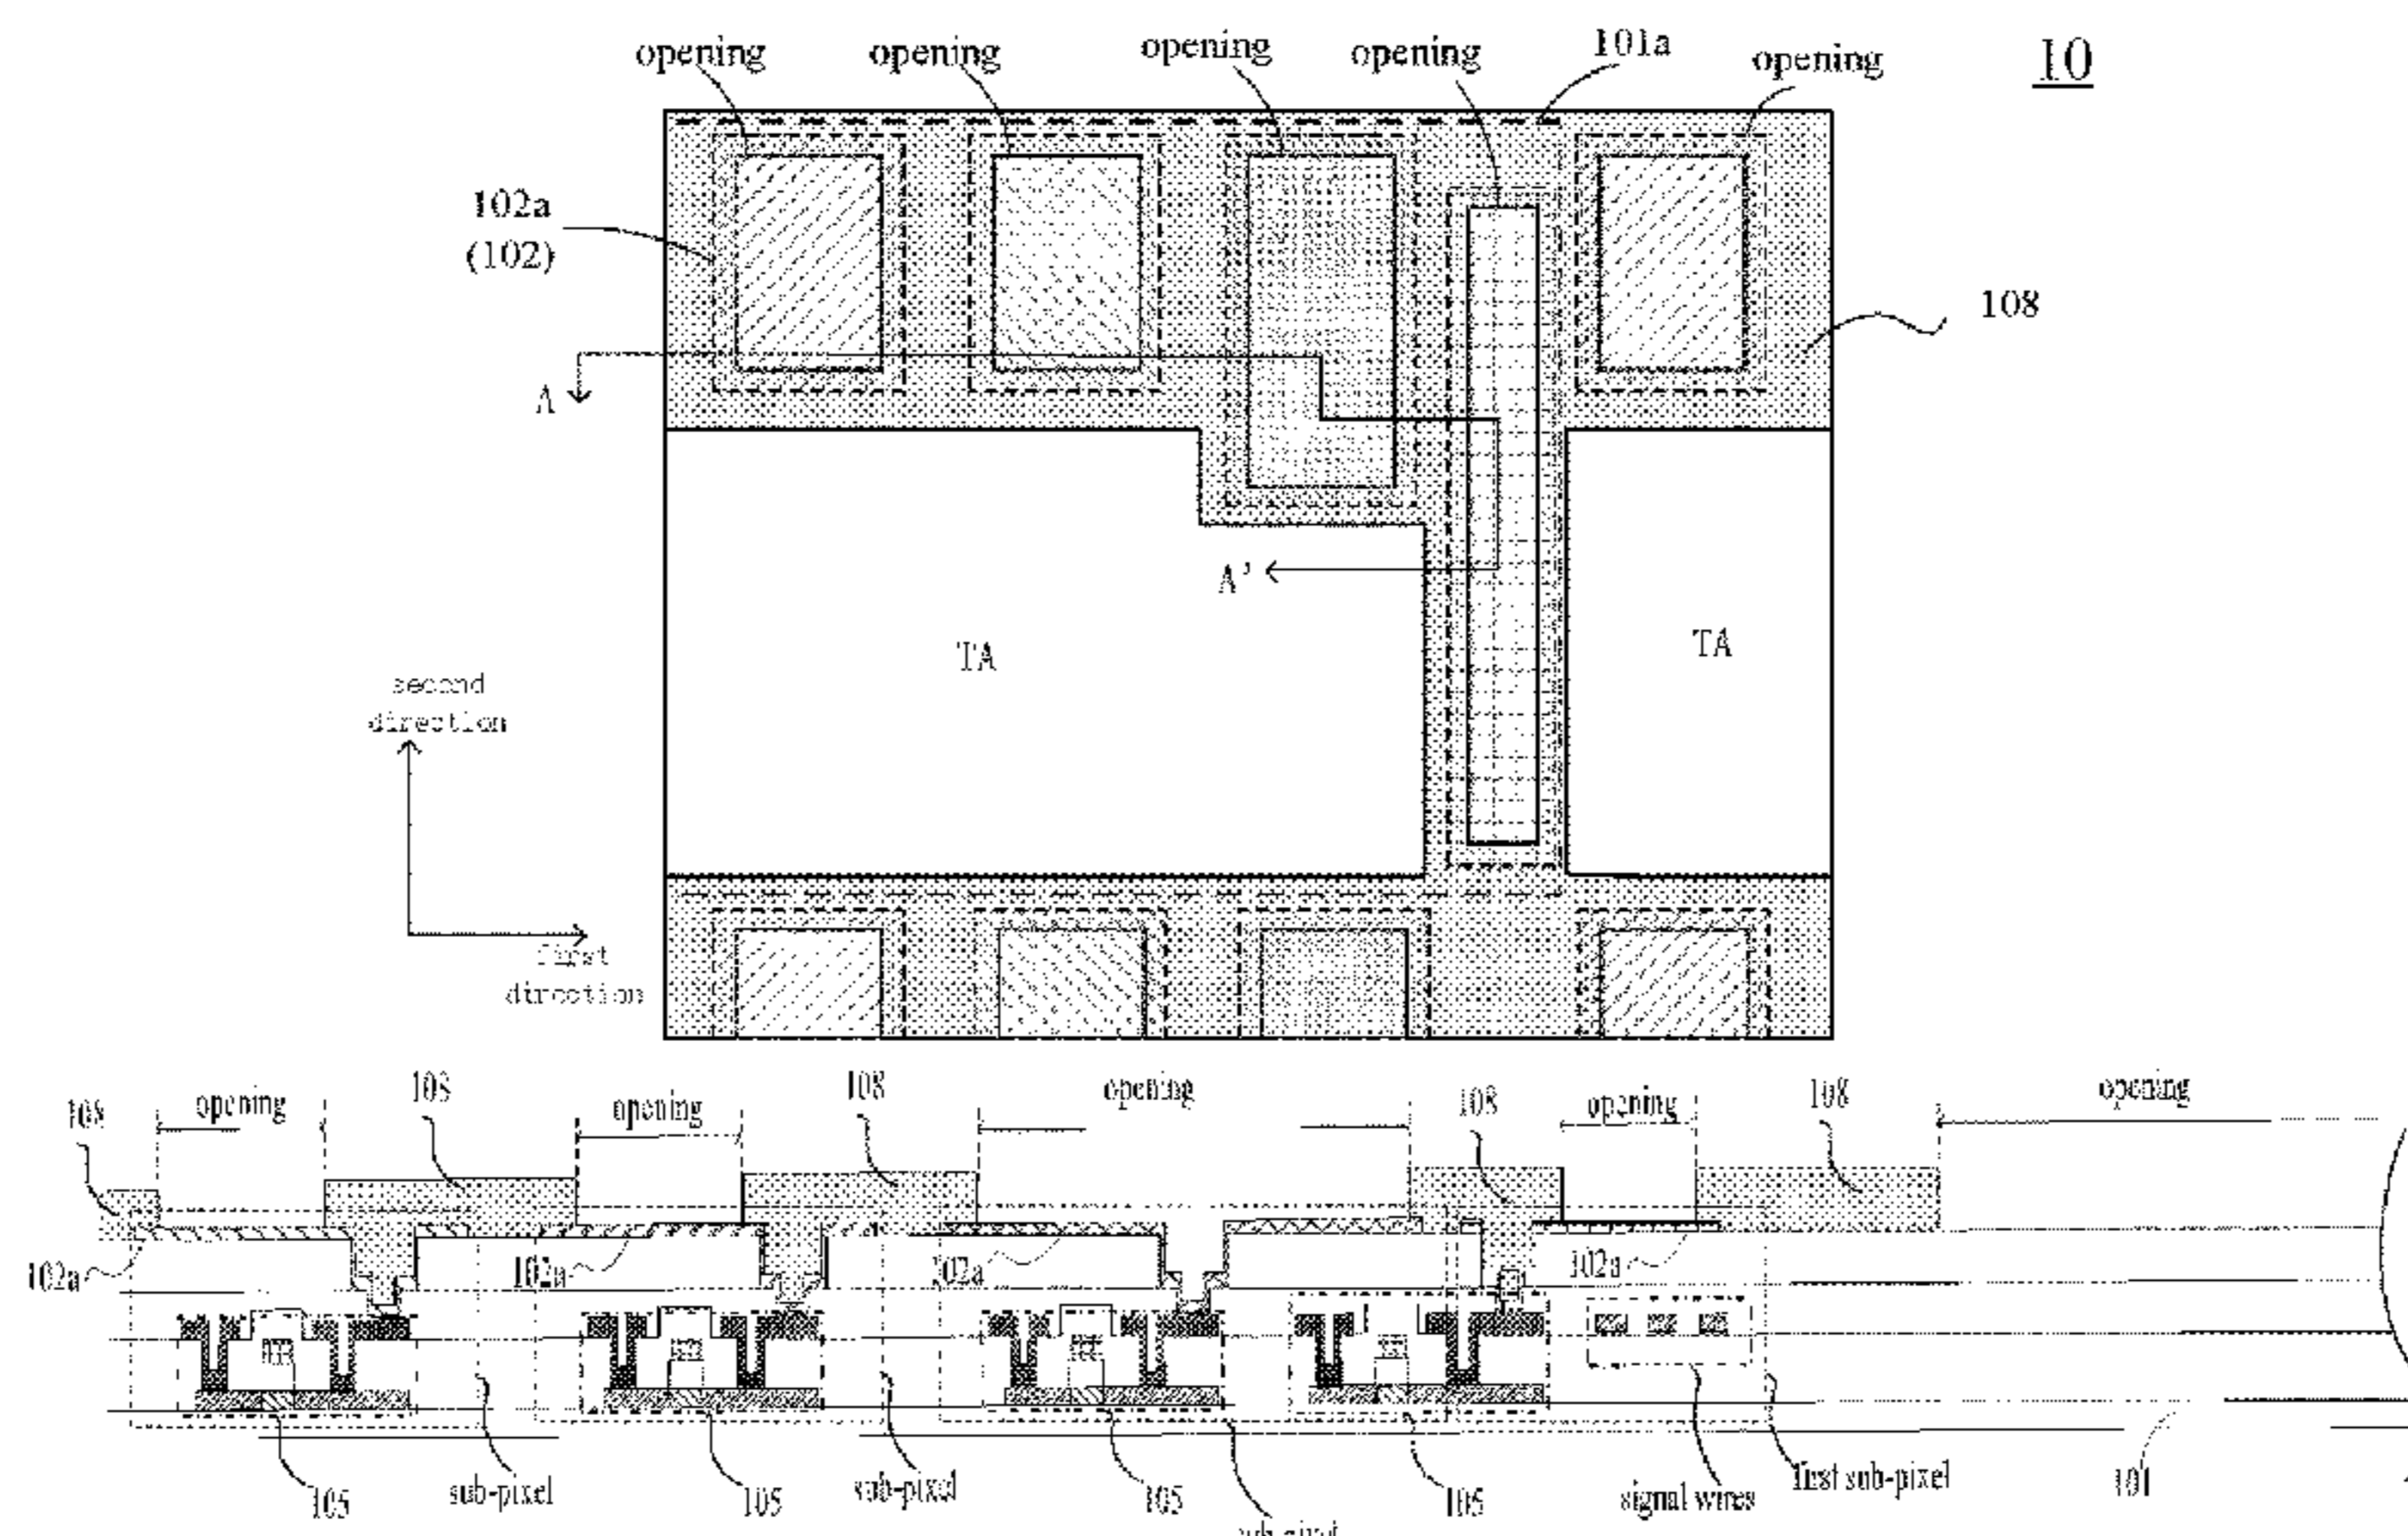 opening
opening
opening
opening
101a
opening
10
102a
(102)
108
A
A'
TA
TA
second
direction
first
direction
108
opening
108
opening
108
opening
108
opening
108
opening
102a
102a
102a
102a
105
sub-pixel
105
sub-pixel
105
105
signal wires
first sub-pixel
101